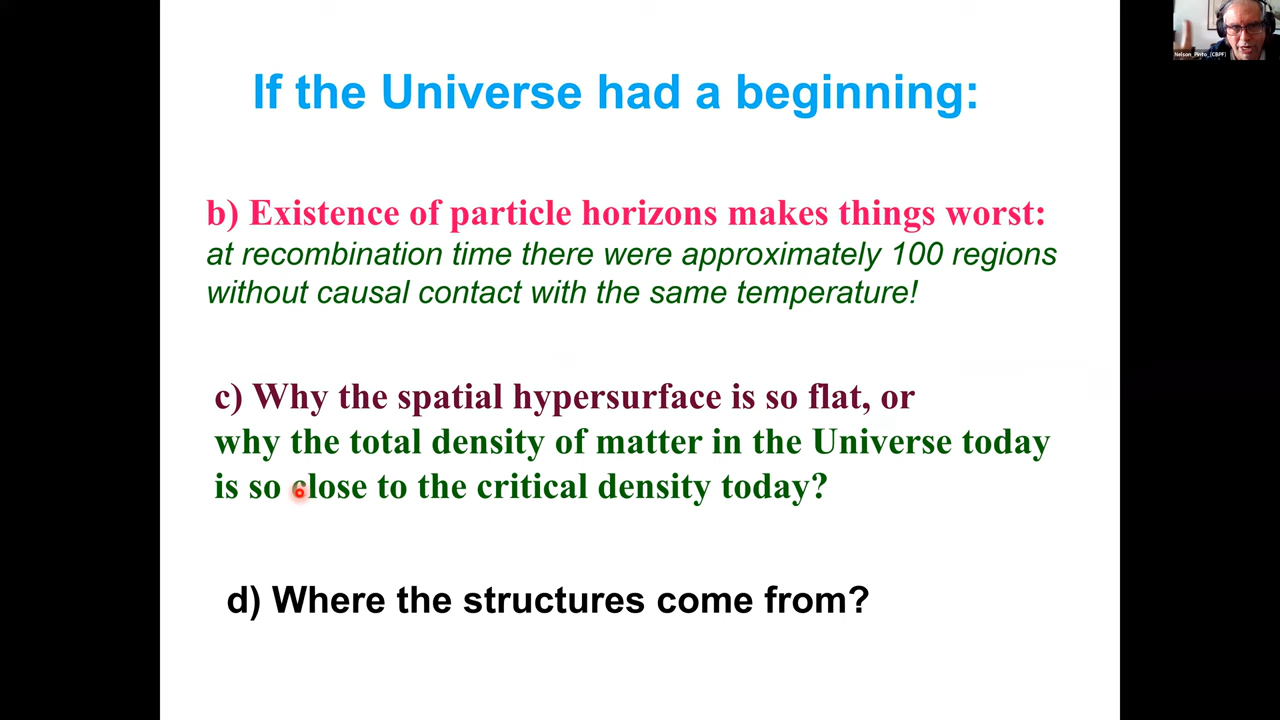 If the Universe had a beginning:
b) Existence of particle horizons makes things worst:
at recombination time there were approximately 100 regions
without causal contact with the same temperature!
c) Why the spatial hypersurface is so flat, or
why the total density of matter in the Universe today
is so close to the critical density today?
d) Where the structures come from?
Nelson_Pinto_(CBPF)